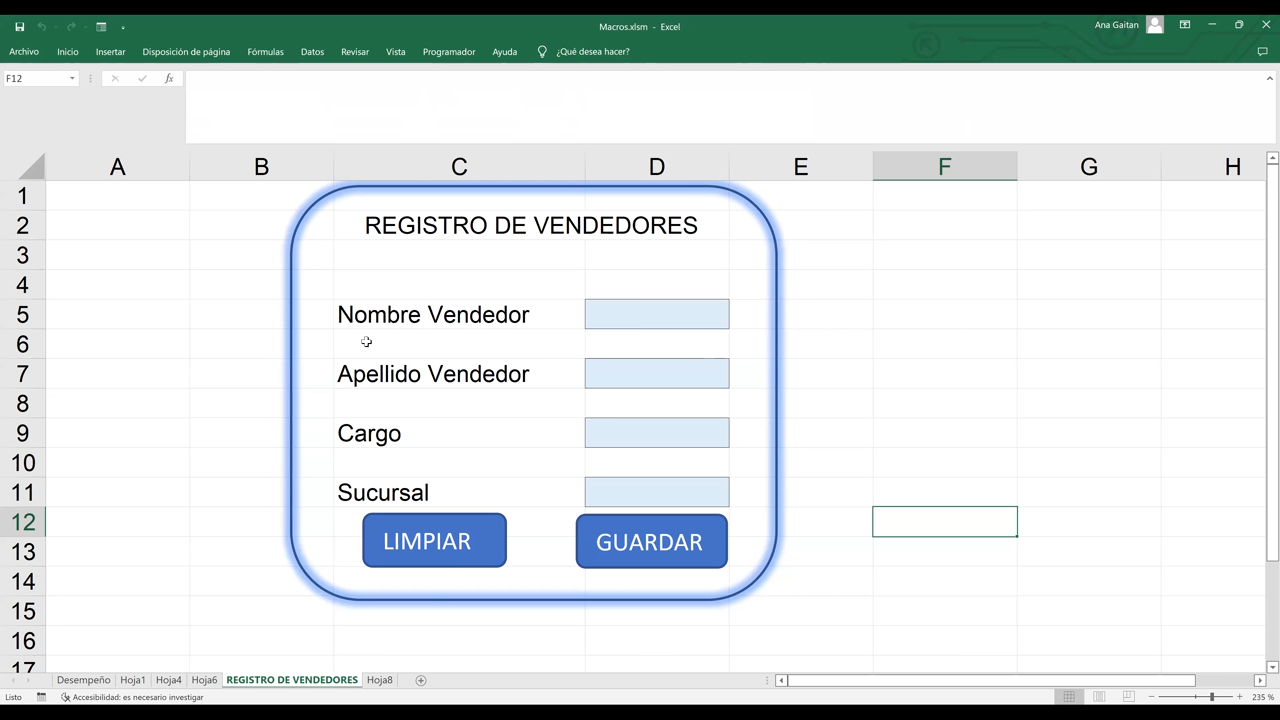 Macros.xlsm - Excel
Ana Gaitan
Archivo Inicio Insertar Disposición de página Fórmulas Datos Revisar Vista Programador Ayuda ¿Qué desea hacer?
F12 fx
A B C D E F G H
1
2 REGISTRO DE VENDEDORES
3
4
5 Nombre Vendedor
6
7 Apellido Vendedor
8
9 Cargo
10
11 Sucursal
12
13 LIMPIAR GUARDAR
14
15
16
17
Desempeño Hoja1 Hoja4 Hoja6 REGISTRO DE VENDEDORES Hoja8
Listo Accesibilidad: es necesario investigar 235 %